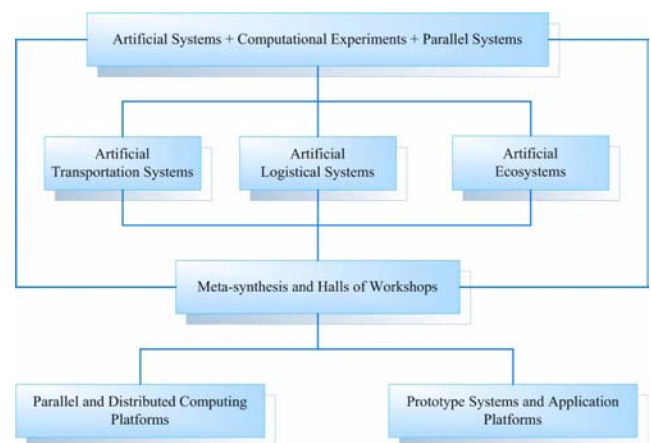 Artificial Systems + Computational Experiments + Parallel Systems
Artificial
Transportation Systems
Artificial
Logistical Systems
Artificial
Ecosystems
Meta-synthesis and Halls of Workshops
Parallel and Distributed Computing
Platforms
Prototype Systems and Application
Platforms